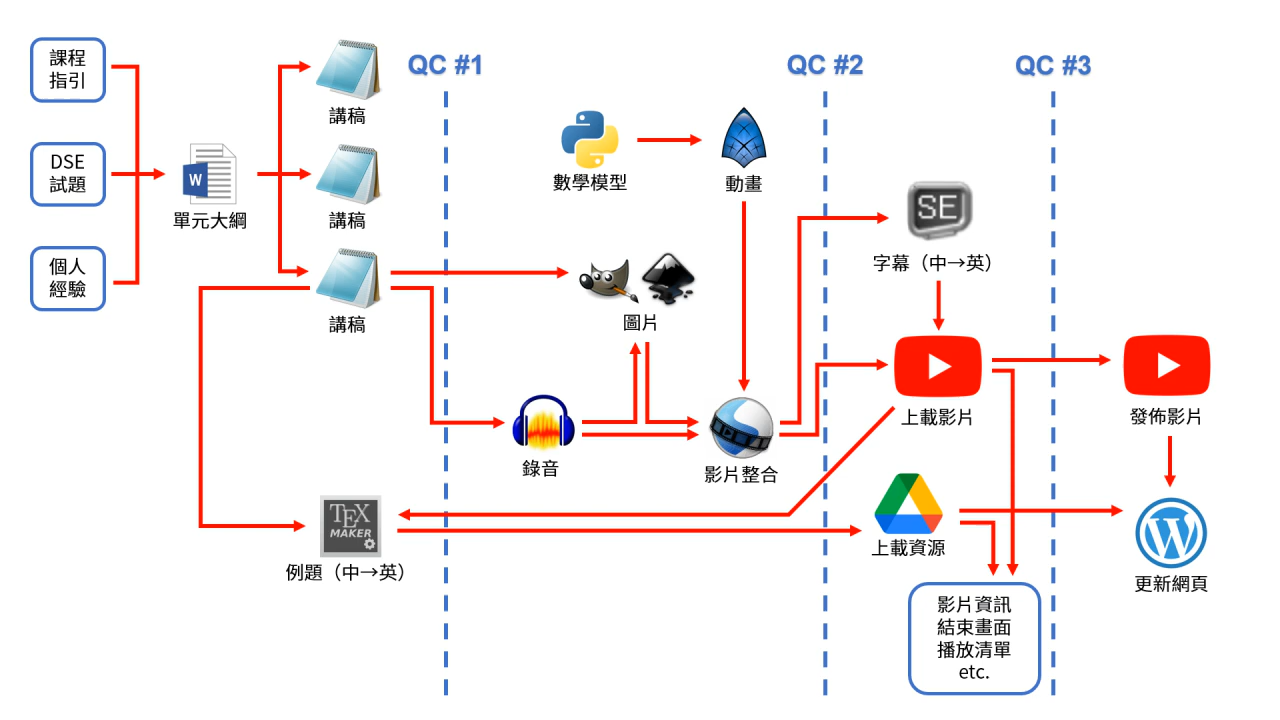 課程
指引
DSE
試題
個人
經驗
W
單元大綱
講稿
講稿
講稿
QC #1
QC #2
QC #3
數學模型
動畫
圖片
錄音
影片整合
TEX
MAKER
例題（中→英）
SE
字幕（中→英）
上載影片
上載資源
影片資訊
結束畫面
播放清單
etc.
發佈影片
W
更新網頁